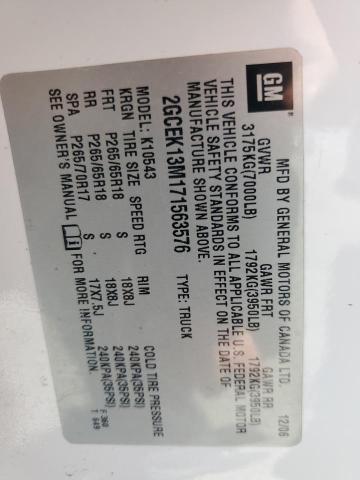 GM
MFD BY GENERAL MOTORS OF CANADA LTD. 12/06
GVWR GAWR FRT GAWR RR
3175KG(7000LB) 1792KG(3950LB) 1792KG(3950LB)
THIS VEHICLE CONFORMS TO ALL APPLICABLE U.S. FEDERAL MOTOR
VEHICLE SAFETY STANDARDS IN EFFECT ON THE DATE OF
MANUFACTURE SHOWN ABOVE.
2GCEK13M171563576 TYPE: TRUCK
MODEL: K10543
KRGN TIRE SIZE SPEED RTG RIM COLD TIRE PRESSURE
FRT P265/65R18 S 18X8J 240KPA(35PSI)
RR P265/65R18 S 18X8J 240KPA(35PSI)
SPA P265/70R17 S 17X7.5J 240KPA(35PSI)
SEE OWNER'S MANUAL FOR MORE INFORMATION. F-360
1 649